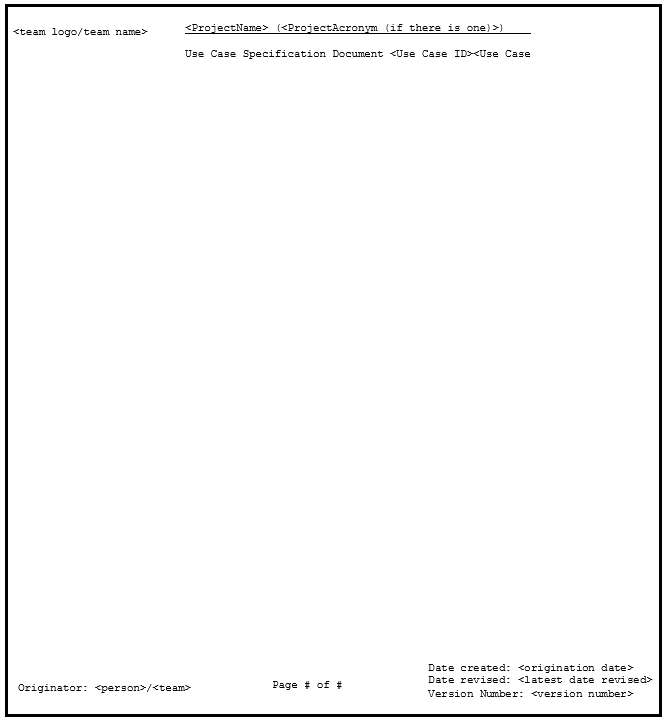 <team logo/team name>
<ProjectName> (<ProjectAcronym (if there is one)>)
Use Case Specification Document <Use Case ID><Use Case
Date created: <origination date>
Date revised: <latest date revised>
Originator: <person>/<team>
Page # of #
Version Number: <version number>